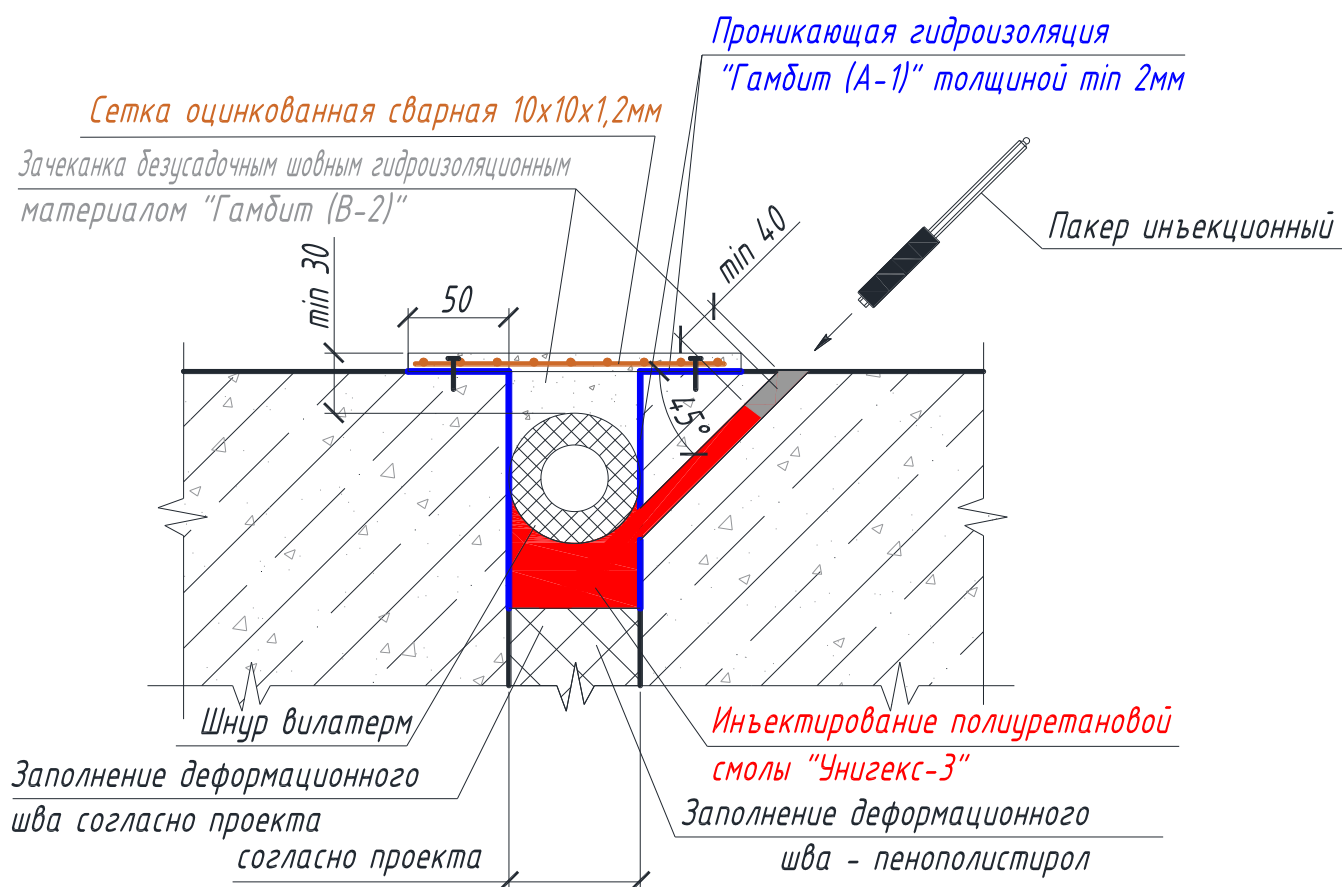 Проникающая гидроизоляция
"Гамбит (А-1)" толщиной min 2мм
Сетка оцинкованная сварная 10х10х1,2мм
Зачеканка безусадочным шовным гидроизоляционным
материалом "Гамбит (В-2)"
Пакер инъекционный
min 40
min 30
50
45°
Шнур вилатерм
Инъектирование полиуретановой
смолы "Унигекс-3"
Заполнение деформационного
шва согласно проекта
Заполнение деформационного
шва - пенополистирол
согласно проекта